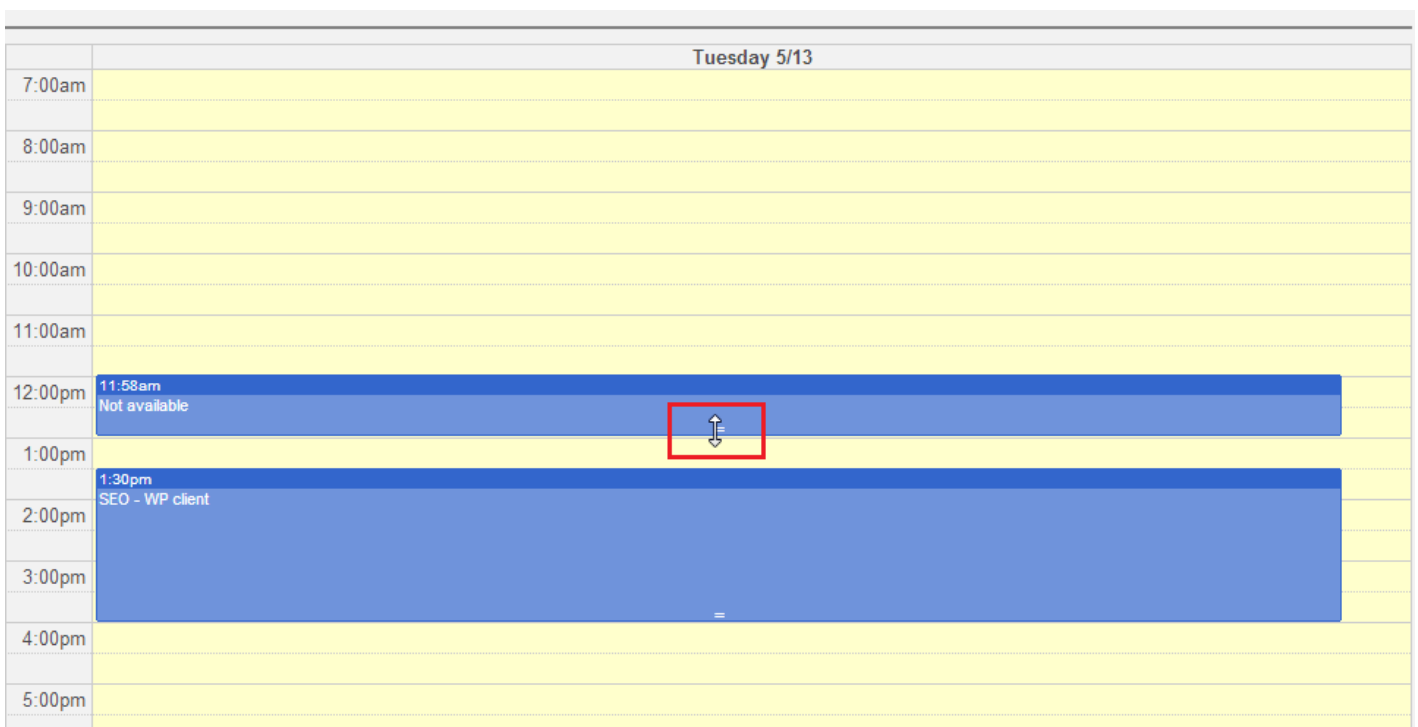 Tuesday 5/13
7:00am
8:00am
9:00am
10:00am
11:00am
12:00pm
11:58am
Not available
=
1:00pm
1:30pm
SEO - WP client
2:00pm
3:00pm
=
4:00pm
5:00pm